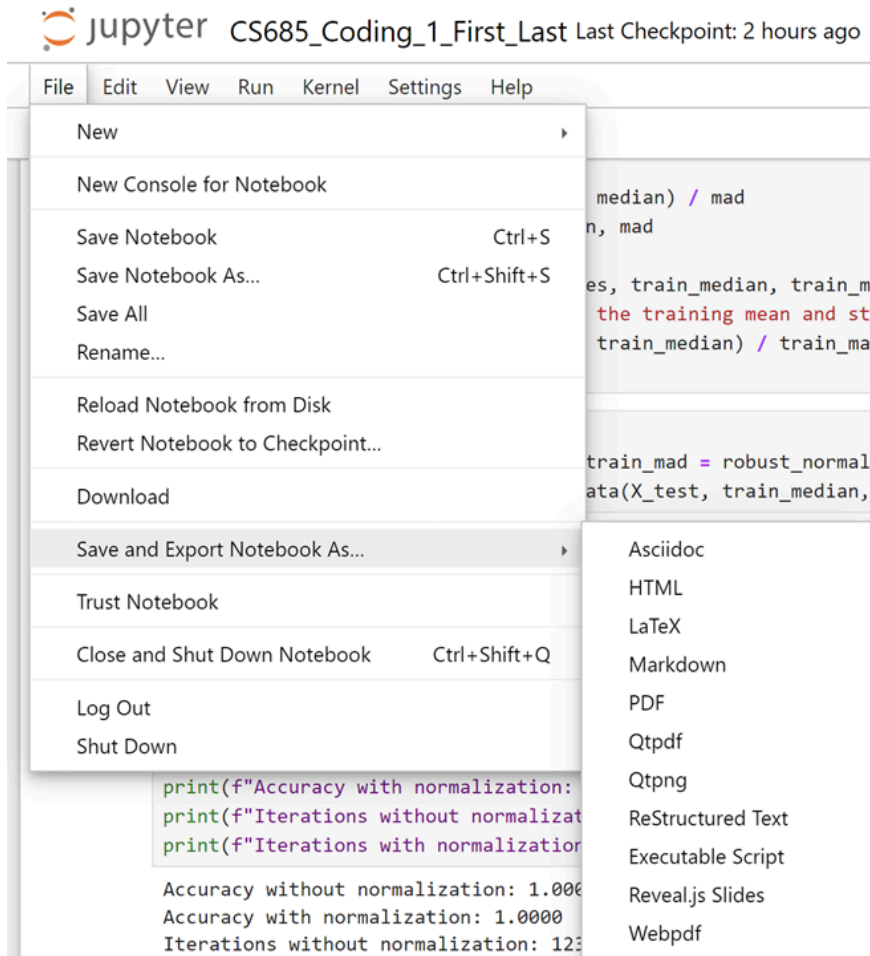 jupyter CS685_Coding_1_First_Last Last Checkpoint: 2 hours ago
File Edit View Run Kernel Settings Help
New
New Console for Notebook
Save Notebook Ctrl+S
Save Notebook As... Ctrl+Shift+S
Save All
Rename...
Reload Notebook from Disk
Revert Notebook to Checkpoint...
Download
Save and Export Notebook As...
Trust Notebook
Close and Shut Down Notebook Ctrl+Shift+Q
Log Out
Shut Down
median) / mad
n, mad
es, train_median, train_m
the training mean and st
train_median) / train_ma
train_mad = robust_normal
ata(X_test, train_median,
Asciidoc
HTML
LaTeX
Markdown
PDF
Qtpdf
Qtpng
ReStructured Text
Executable Script
Reveal.js Slides
Webpdf
print(f"Accuracy with normalization:
print(f"Iterations without normalizat
print(f"Iterations with normalization
Accuracy without normalization: 1.000
Accuracy with normalization: 1.0000
Iterations without normalization: 123